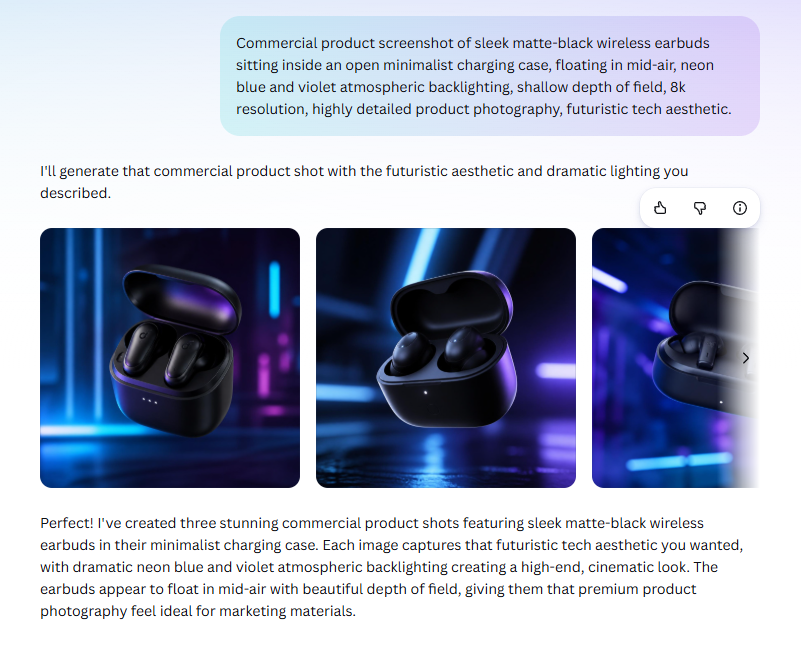 Commercial product screenshot of sleek matte-black wireless earbuds
sitting inside an open minimalist charging case, floating in mid-air, neon
blue and violet atmospheric backlighting, shallow depth of field, 8k
resolution, highly detailed product photography, futuristic tech aesthetic.
I'll generate that commercial product shot with the futuristic aesthetic and dramatic lighting you
described.
Perfect! I've created three stunning commercial product shots featuring sleek matte-black wireless
earbuds in their minimalist charging case. Each image captures that futuristic tech aesthetic you wanted,
with dramatic neon blue and violet atmospheric backlighting creating a high-end, cinematic look. The
earbuds appear to float in mid-air with beautiful depth of field, giving them that premium product
photography feel ideal for marketing materials.